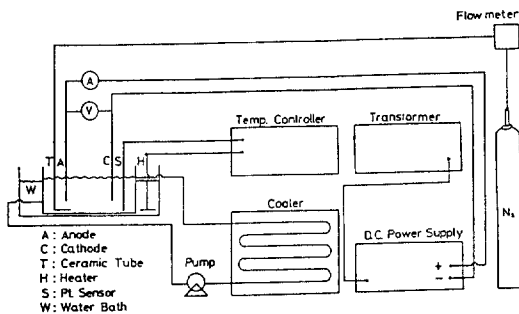 Flow meter
A
V
Temp. Controller
Transformer
T A C S H
W
N₂
Cooler
D.C. Power Supply
+
−
Pump
A : Anode
C : Cathode
T : Ceramic Tube
H : Heater
S : Pt. Sensor
W : Water Bath